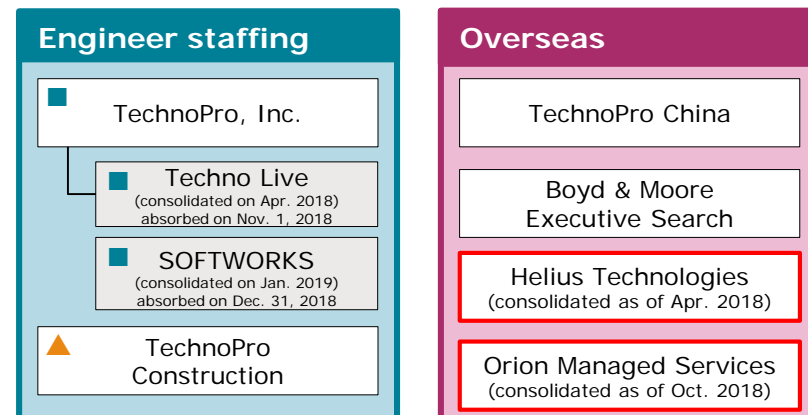 Engineer staffing
TechnoPro, Inc.
Techno Live
(consolidated on Apr. 2018)
absorbed on Nov. 1, 2018
SOFTWORKS
(consolidated on Jan. 2019)
absorbed on Dec. 31, 2018
TechnoPro
Construction
Overseas
TechnoPro China
Boyd & Moore
Executive Search
Helius Technologies
(consolidated as of Apr. 2018)
Orion Managed Services
(consolidated as of Oct. 2018)